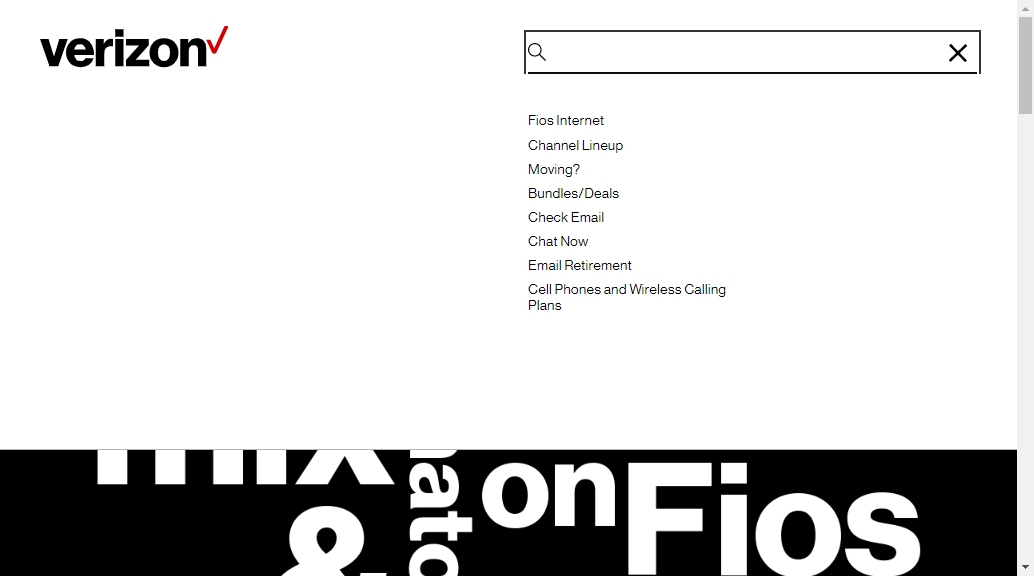 verizon
Fios Internet
Channel Lineup
Moving?
Bundles/Deals
Check Email
Chat Now
Email Retirement
Cell Phones and Wireless Calling
Plans
mix
on Fios
&